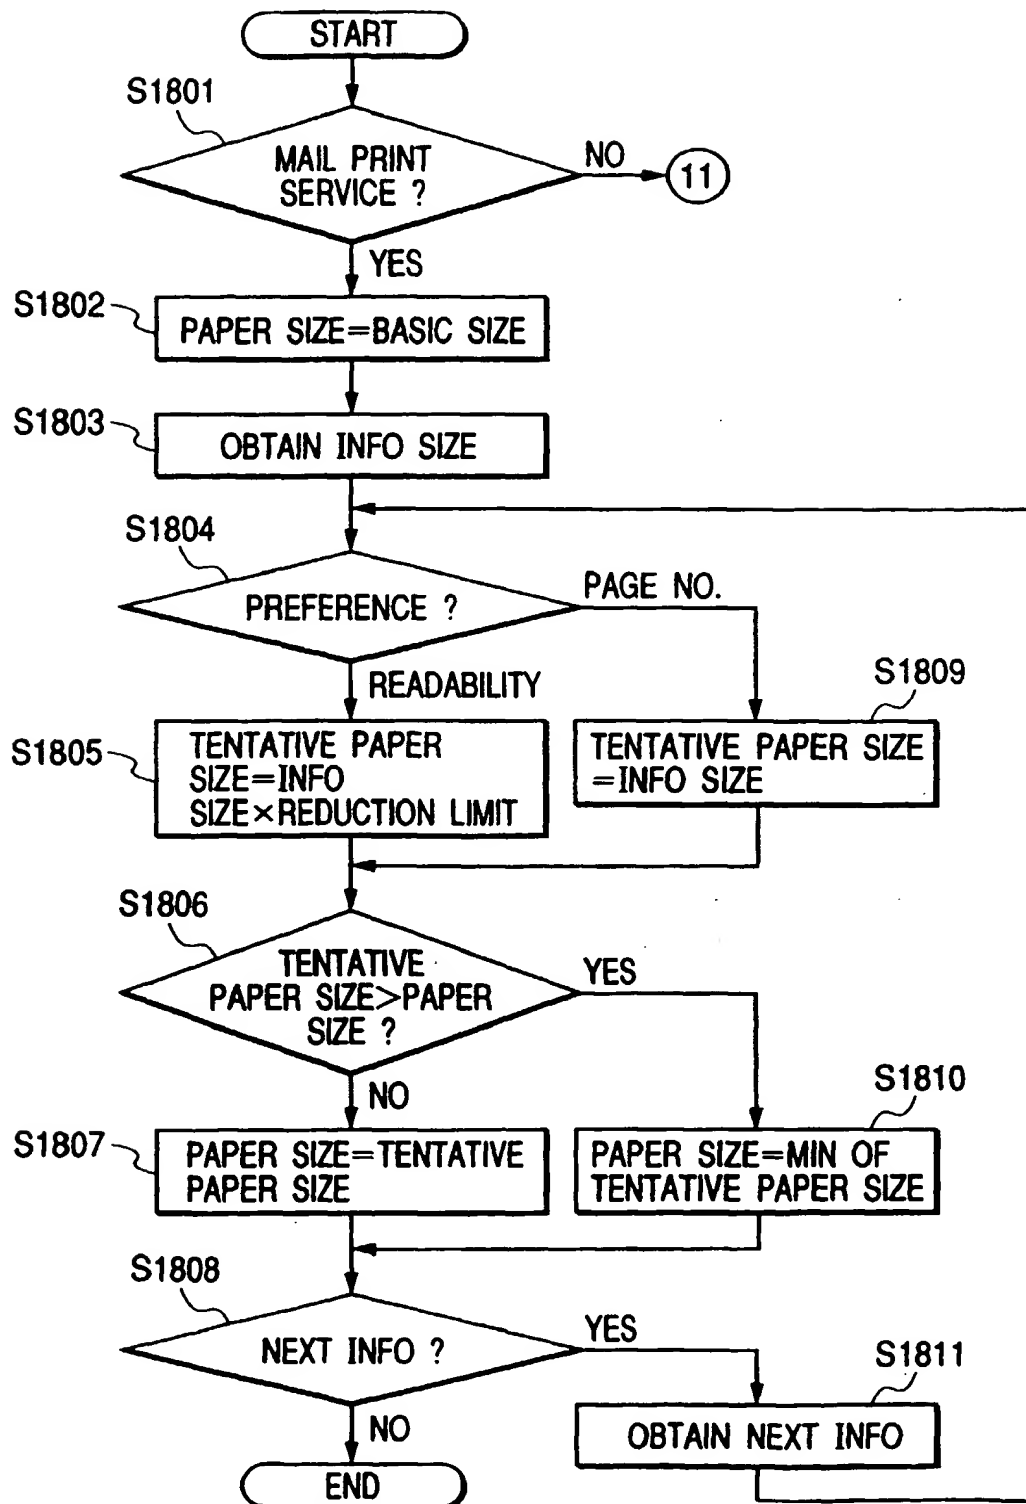 START
S1801
MAIL PRINT
SERVICE ?
NO
11
YES
S1802
PAPER SIZE=BASIC SIZE
S1803
OBTAIN INFO SIZE
S1804
PREFERENCE ?
PAGE NO.
READABILITY
S1809
S1805
TENTATIVE PAPER
SIZE=INFO
SIZE×REDUCTION LIMIT
TENTATIVE PAPER SIZE
=INFO SIZE
S1806
TENTATIVE
PAPER SIZE>PAPER
SIZE ?
YES
NO
S1810
S1807
PAPER SIZE=TENTATIVE
PAPER SIZE
PAPER SIZE=MIN OF
TENTATIVE PAPER SIZE
S1808
NEXT INFO ?
YES
S1811
NO
OBTAIN NEXT INFO
END